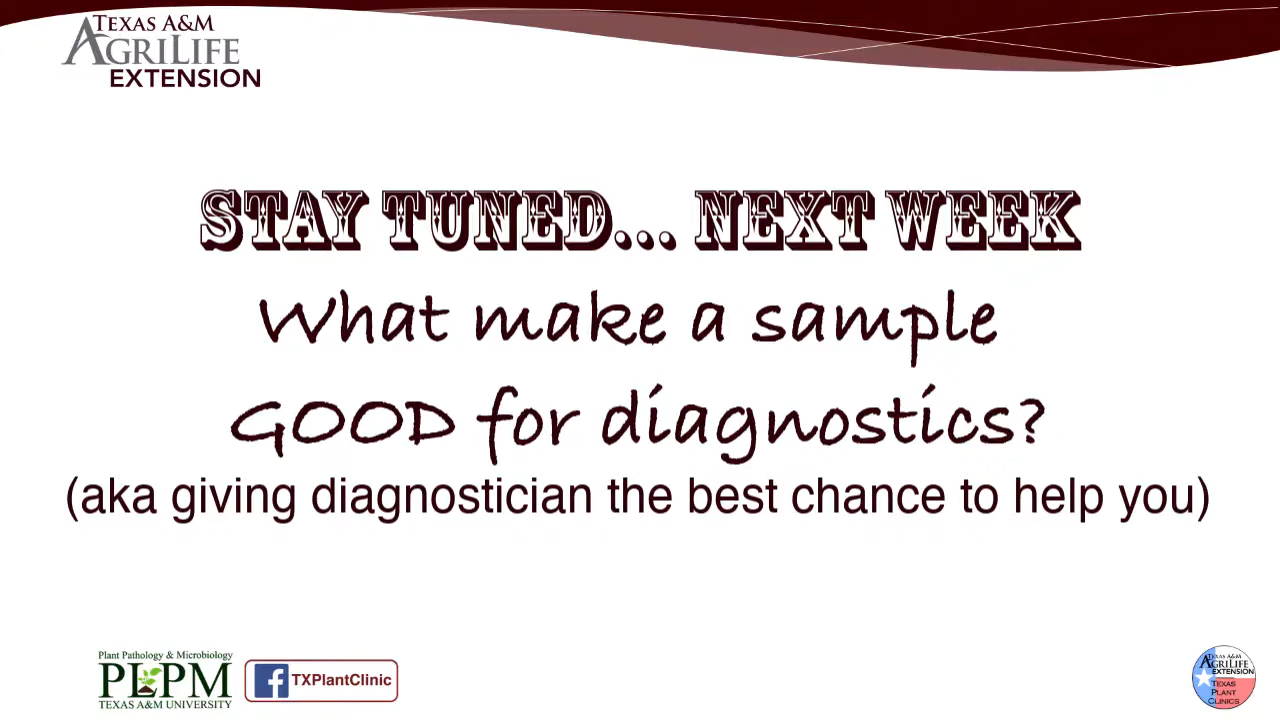 TEXAS A&M
AGRILIFE
EXTENSION
STAY TUNED... NEXT WEEK
What make a sample
GOOD for diagnostics?
(aka giving diagnostician the best chance to help you)
Plant Pathology & Microbiology
PLPM
TEXAS A&M UNIVERSITY
f TXPlantClinic
TEXAS A&M
AGRILIFE
EXTENSION
TEXAS
PLANT
CLINICS